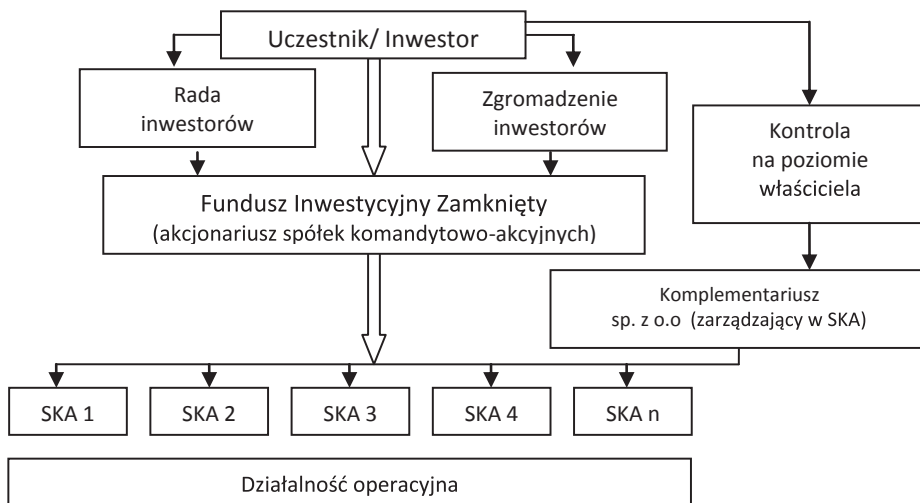 Uczestnik/ Inwestor
Rada
inwestorów
Zgromadzenie
inwestorów
Kontrola
na poziomie
właściciela
Fundusz Inwestycyjny Zamknięty
(akcjonariusz spółek komandytowo-akcyjnych)
Komplementariusz
sp. z o.o (zarządzający w SKA)
SKA 1
SKA 2
SKA 3
SKA 4
SKA n
Działalność operacyjna